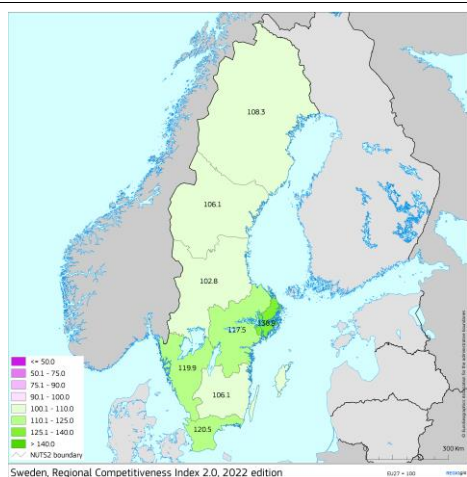 108.3
106.1
102.8
117.5
119.9
106.1
120.5
<= 50.0
50.1 - 75.0
75.1 - 90.0
90.1 - 100.0
100.1 - 110.0
110.1 - 125.0
125.1 - 140.0
> 140.0
NUTS2 boundary
300 Km
Sweden, Regional Competitiveness Index 2.0, 2022 edition
EU27 = 100